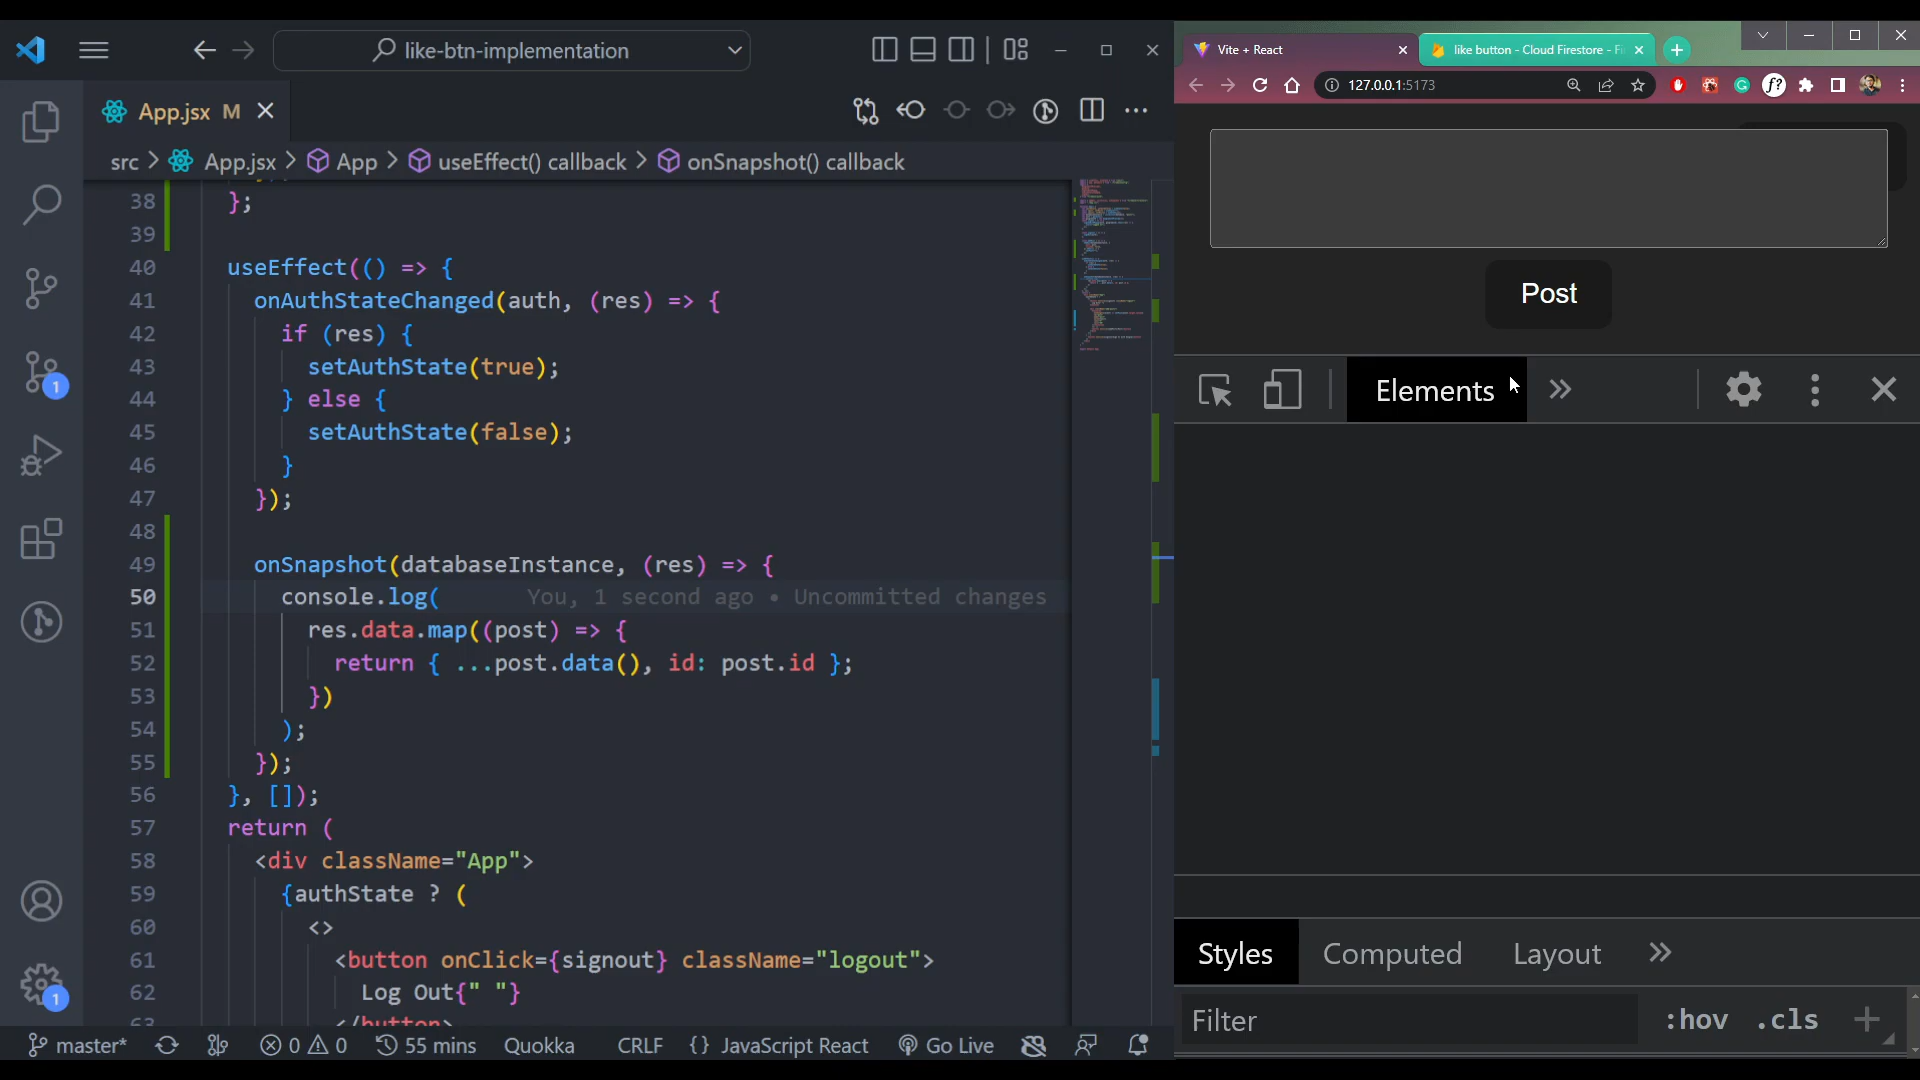 like-btn-implementation
App.jsx M
src > App.jsx > App > useEffect() callback > onSnapshot() callback
38 };
39
40 useEffect(() => {
41 onAuthStateChanged(auth, (res) => {
42 if (res) {
43 setAuthState(true);
44 } else {
45 setAuthState(false);
46 }
47 });
48
49 onSnapshot(databaseInstance, (res) => {
50 console.log( You, 1 second ago • Uncommitted changes
51 res.data.map((post) => {
52 return { ...post.data(), id: post.id };
53 })
54 );
55 });
56 }, []);
57 return (
58 <div className="App">
59 {authState ? (
60 <>
61 <button onClick={signout} className="logout">
62 Log Out{" "}
63 </button>
1
1
master* 0 0 55 mins Quokka CRLF {} JavaScript React Go Live
Vite + React
like button - Cloud Firestore - Fi
127.0.0.1:5173
f?
Post
Elements
Styles Computed Layout
Filter :hov .cls